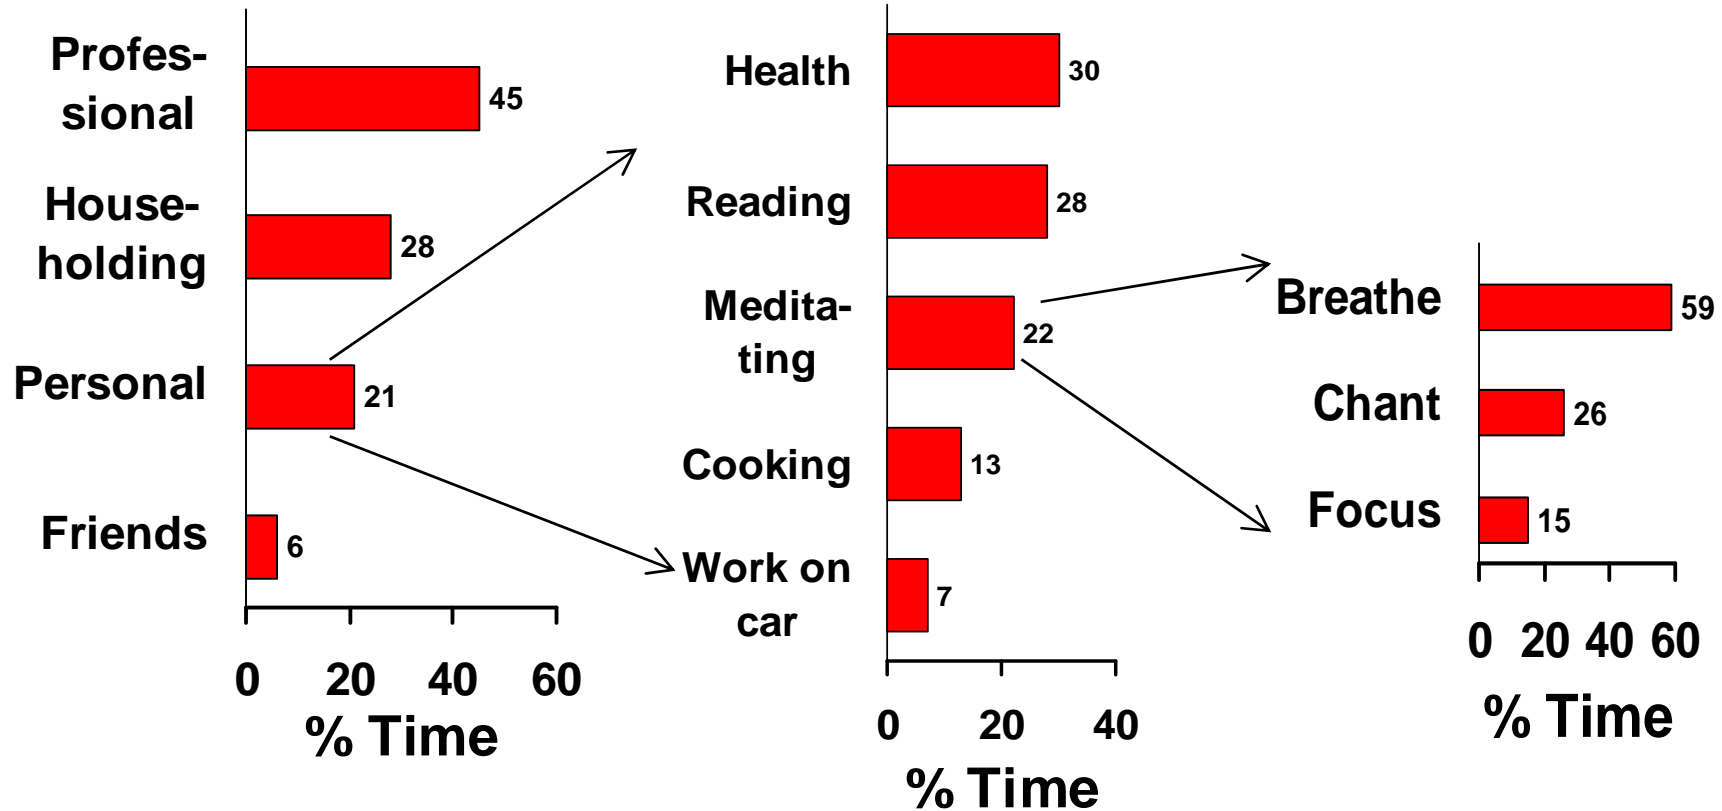 Profes-
sional
45
House-
holding
28
Personal
21
Friends
6
0 20 40 60
% Time
Health
30
Reading
28
Medita-
ting
22
Cooking
13
Work on
car
7
0 20 40
% Time
Breathe
59
Chant
26
Focus
15
0 20 40 60
% Time